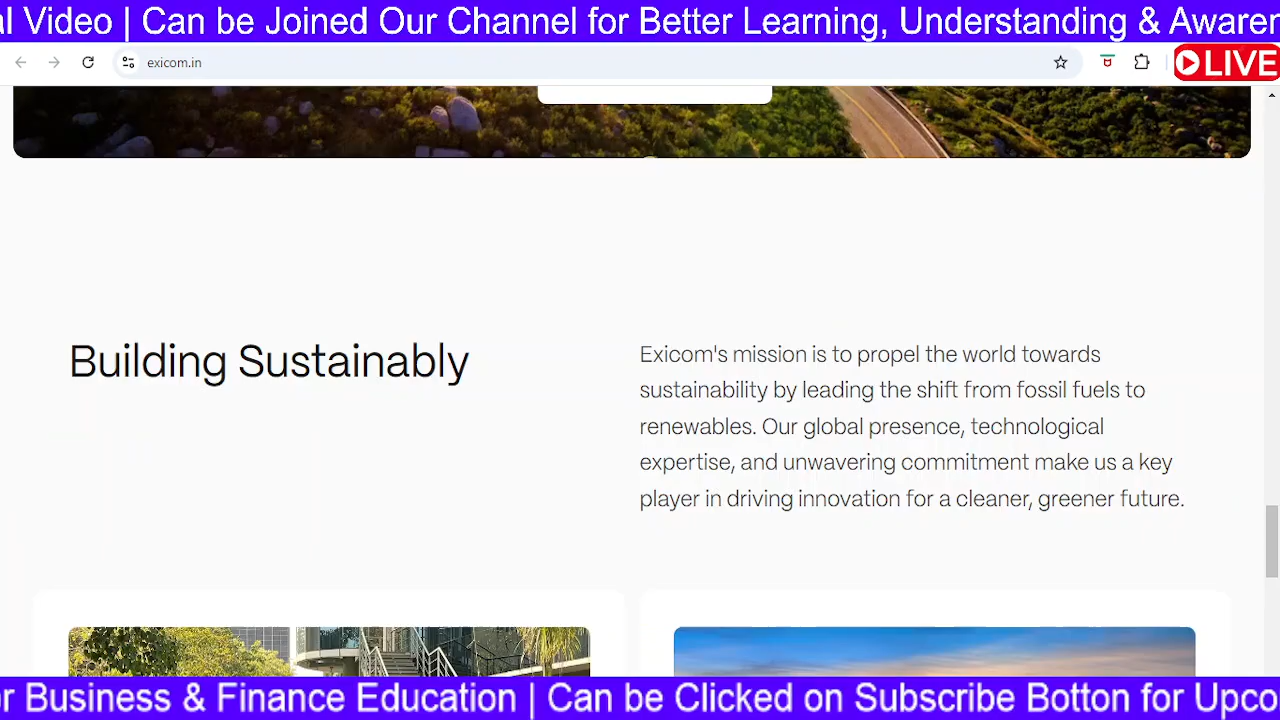 al Video | Can be Joined Our Channel for Better Learning, Understanding & Awaren
exicom.in
LIVE
Building Sustainably
Exicom's mission is to propel the world towards
sustainability by leading the shift from fossil fuels to
renewables. Our global presence, technological
expertise, and unwavering commitment make us a key
player in driving innovation for a cleaner, greener future.
or Business & Finance Education | Can be Clicked on Subscribe Botton for Upco